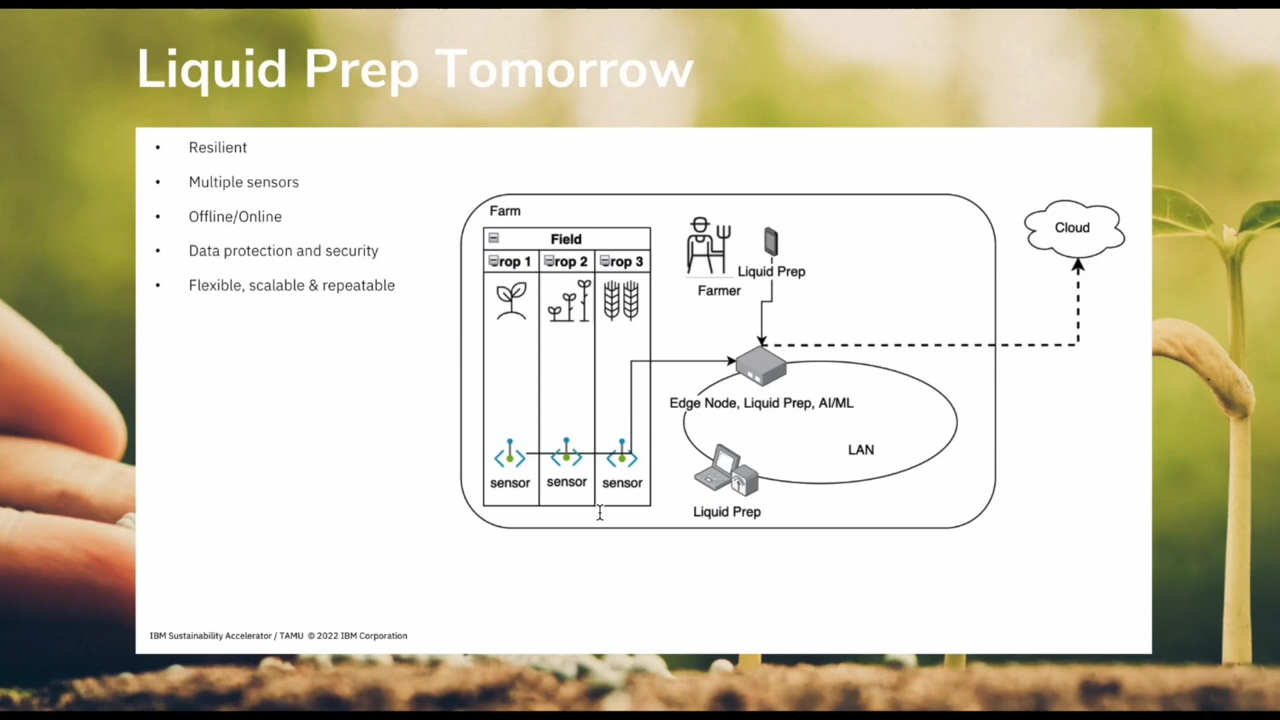 Liquid Prep Tomorrow
• Resilient
• Multiple sensors
• Offline/Online
• Data protection and security
• Flexible, scalable & repeatable
Farm
Field
rop 1
rop 2
rop 3
sensor
sensor
sensor
Liquid Prep
Farmer
Cloud
Edge Node, Liquid Prep, AI/ML
LAN
Liquid Prep
IBM Sustainability Accelerator / TAMU © 2022 IBM Corporation